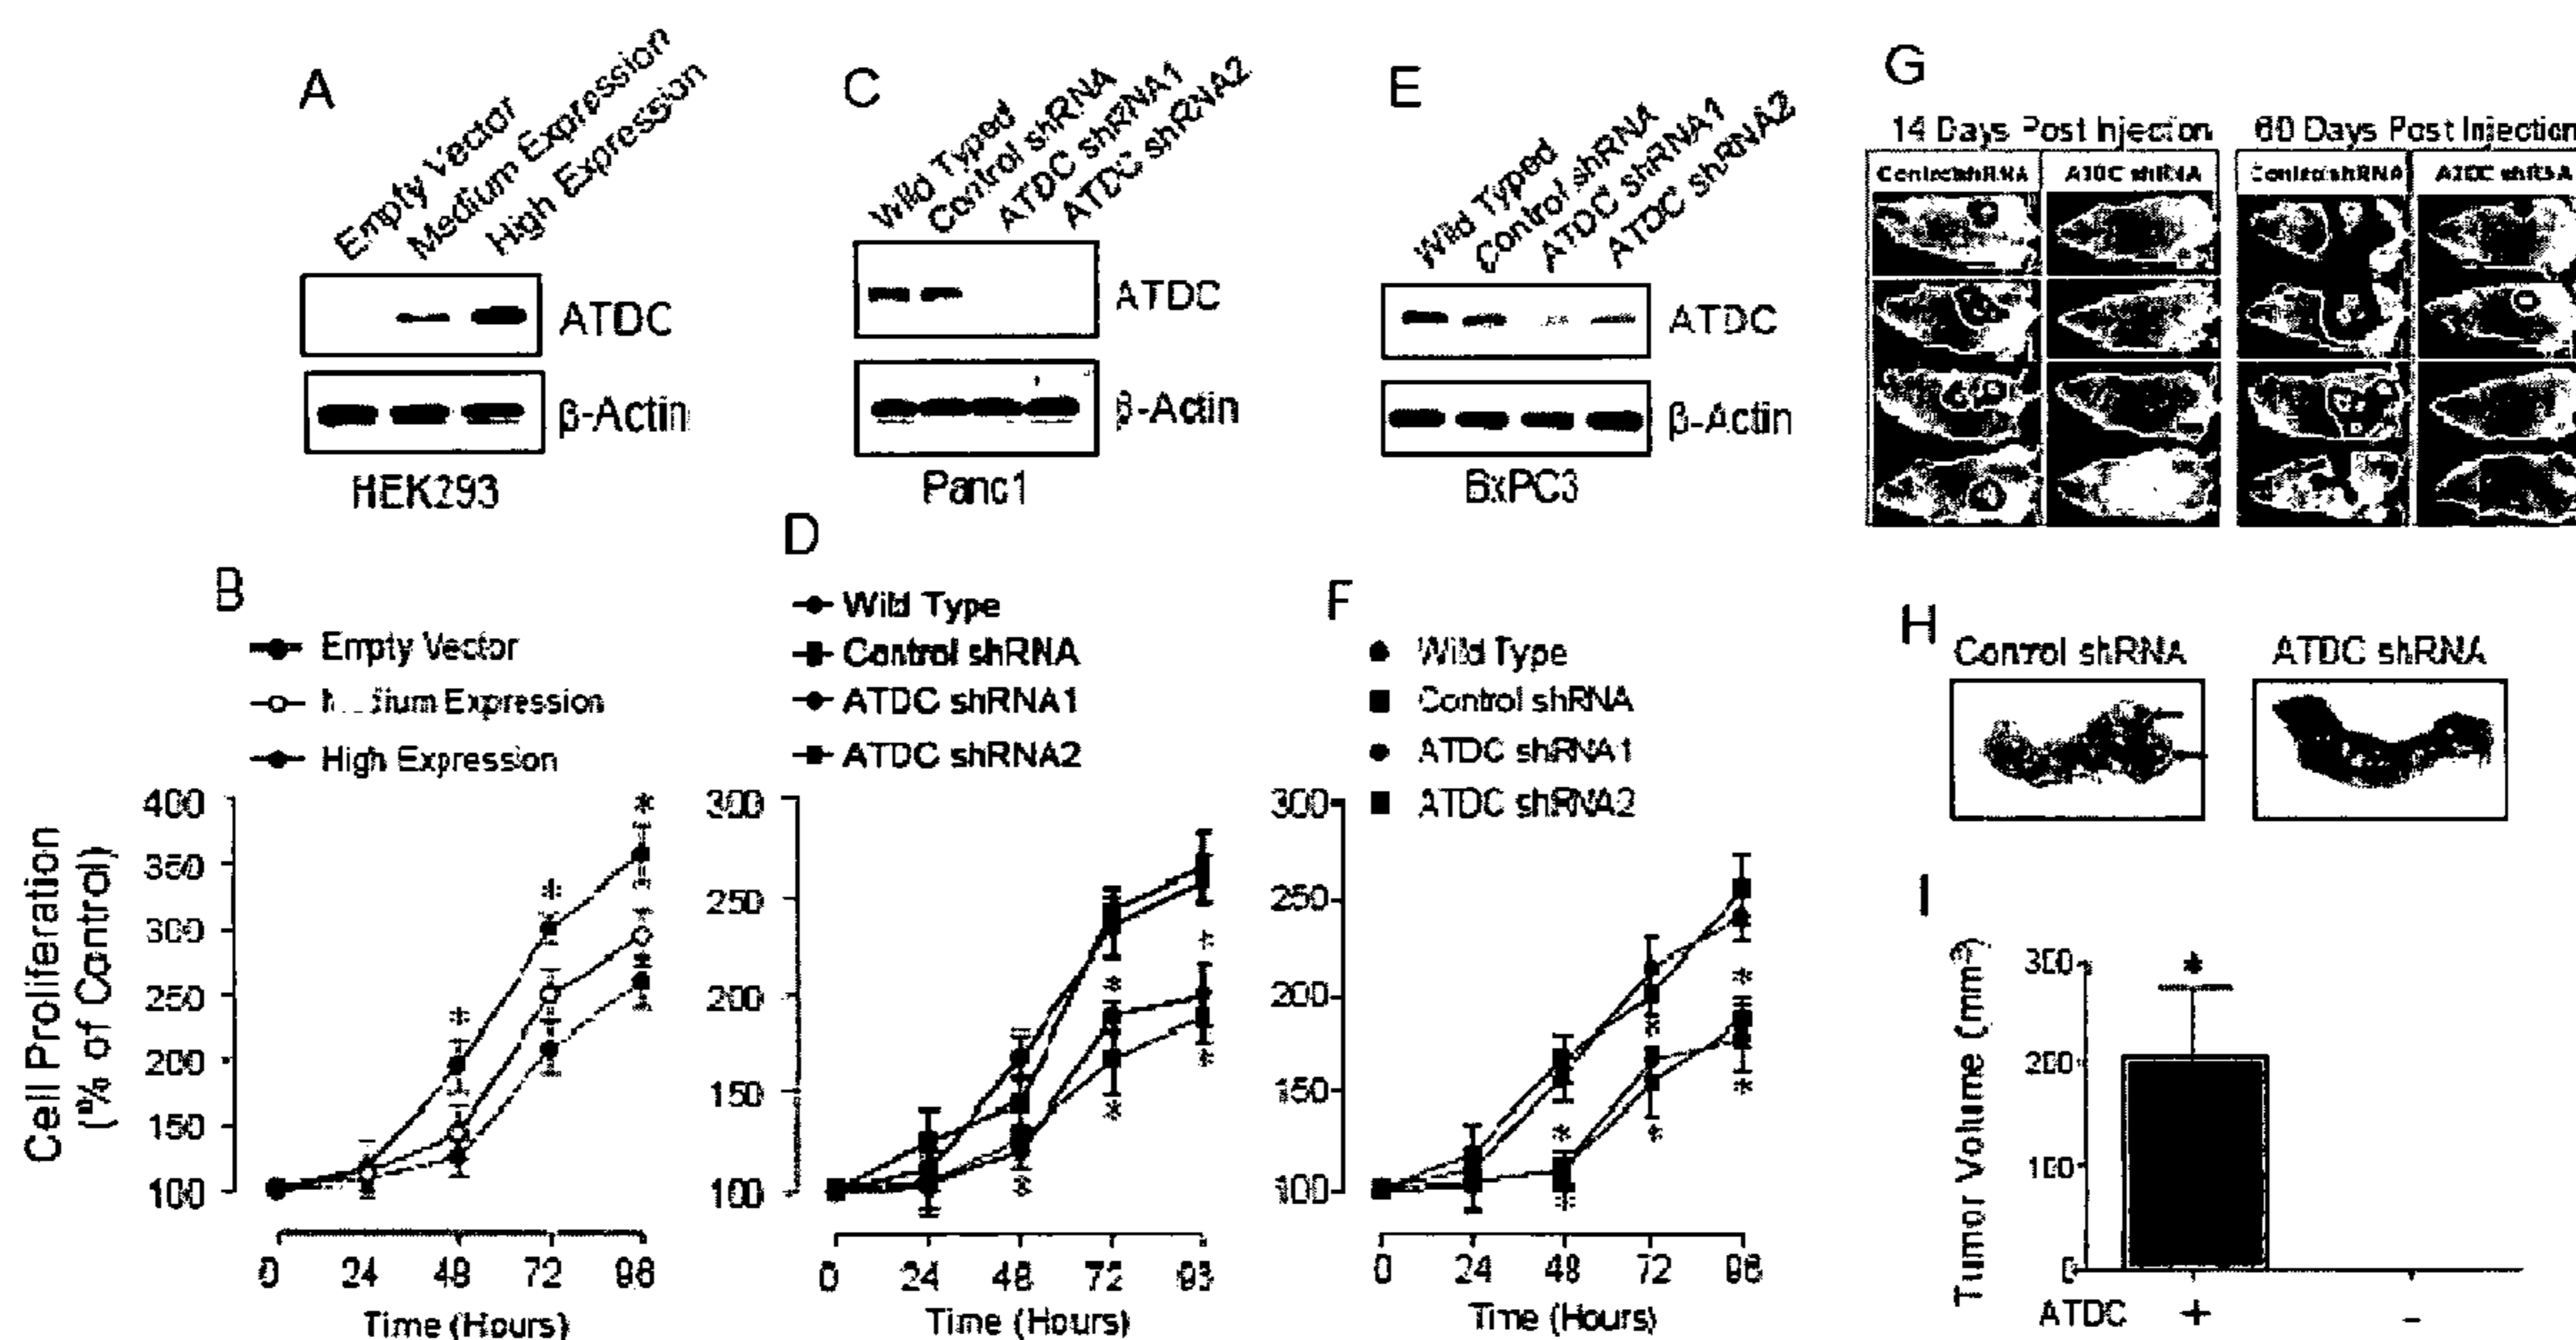 A
Empty Vector
Medium Expression
High Expression
ATDC
β-Actin
HEK293
B
Empty Vector
Expression
High Expression
Cell Proliferation
(% of Control)
400
350
300
250
200
150
100
0 24 48 72 96
Time (Hours)
C
Wild Typed
Control shRNA
ATDC shRNA1
ATDC shRNA2
ATDC
β-Actin
Panc1
D
Wild Type
Control shRNA
ATDC shRNA1
ATDC shRNA2
300
250
200
150
100
0 24 48 72 96
Time (Hours)
E
Wild Typed
Control shRNA
ATDC shRNA1
ATDC shRNA2
ATDC
β-Actin
BxPC3
F
Wild Type
Control shRNA
ATDC shRNA1
ATDC shRNA2
300
250
200
150
100
0 24 48 72 96
Time (Hours)
G
14 Days Post Injection 60 Days Post Injection
Control shRNA ATDC shRNA Control shRNA ATDC shRNA
H
Control shRNA ATDC shRNA
I
Tumor Volume (mm-3)
300
200
100
0
ATDC + -